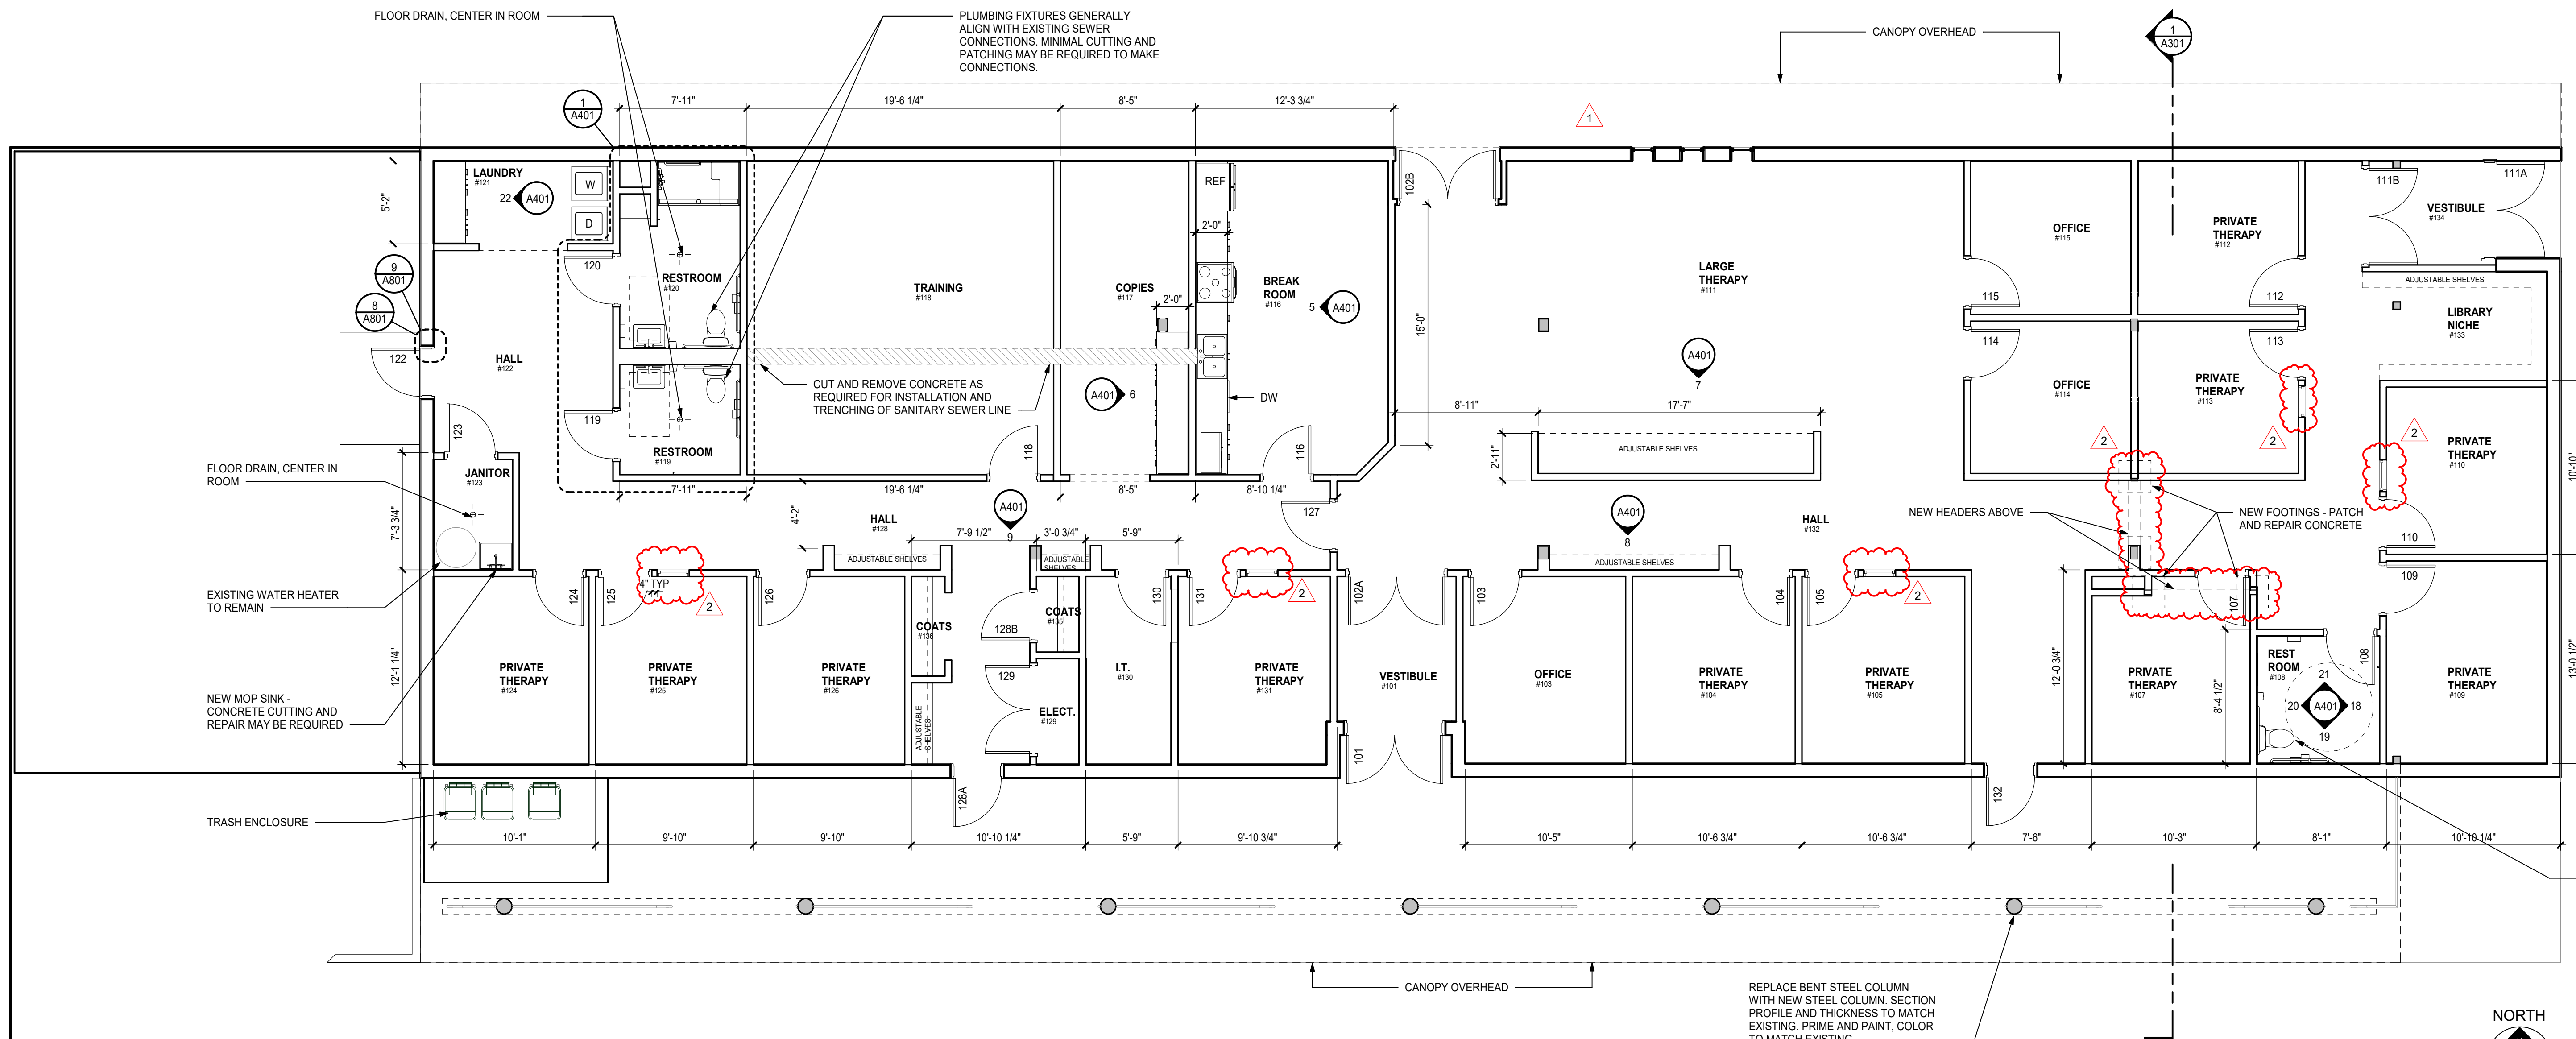 FLOOR DRAIN, CENTER IN ROOM
PLUMBING FIXTURES GENERALLY
ALIGN WITH EXISTING SEWER
CONNECTIONS. MINIMAL CUTTING AND
PATCHING MAY BE REQUIRED TO MAKE
CONNECTIONS.
CANOPY OVERHEAD
1
A301
1
A401
7'-11"
19'-6 1/4"
8'-5"
12'-3 3/4"
1
LAUNDRY
#121
22
A401
W
D
5'-2"
REF
2'-0"
102B
111B
111A
VESTIBULE
#134
OFFICE
#115
PRIVATE
THERAPY
#112
120
RESTROOM
#120
TRAINING
#118
COPIES
#117
2'-0"
BREAK
ROOM
#116
5
A401
LARGE
THERAPY
#111
115
112
ADJUSTABLE SHELVES
LIBRARY
NICHE
#133
9
A801
8
A801
122
HALL
#122
15'-0"
A401
7
114
113
CUT AND REMOVE CONCRETE AS
REQUIRED FOR INSTALLATION AND
TRENCHING OF SANITARY SEWER LINE
A401
6
DW
OFFICE
#114
PRIVATE
THERAPY
#113
119
123
RESTROOM
#119
118
116
8'-11"
17'-7"
2'-11"
ADJUSTABLE SHELVES
2
2
2
PRIVATE
THERAPY
#110
10'-10"
FLOOR DRAIN, CENTER IN
ROOM
JANITOR
#123
7'-11"
19'-6 1/4"
8'-5"
8'-10 1/4"
7'-3 3/4"
4'-2"
HALL
#128
A401
9
7'-9 1/2"
3'-0 3/4"
5'-9"
127
A401
8
HALL
#132
NEW HEADERS ABOVE
NEW FOOTINGS - PATCH
AND REPAIR CONCRETE
110
ADJUSTABLE SHELVES
ADJUSTABLE
SHELVES
ADJUSTABLE SHELVES
EXISTING WATER HEATER
TO REMAIN
4" TYP
124
125
2
126
COATS
#136
COATS
#135
128B
130
131
2
102A
103
104
105
2
107
109
12'-1 1/4"
PRIVATE
THERAPY
#124
PRIVATE
THERAPY
#125
PRIVATE
THERAPY
#126
129
I.T.
#130
PRIVATE
THERAPY
#131
VESTIBULE
#101
OFFICE
#103
PRIVATE
THERAPY
#104
PRIVATE
THERAPY
#105
12'-0 3/4"
PRIVATE
THERAPY
#107
8'-4 1/2"
REST
ROOM
#108
108
21
20
A401
18
19
PRIVATE
THERAPY
#109
13'-0 1/2"
NEW MOP SINK -
CONCRETE CUTTING AND
REPAIR MAY BE REQUIRED
ADJUSTABLE
SHELVES
ELECT.
#129
101
128A
132
TRASH ENCLOSURE
10'-1"
9'-10"
9'-10"
10'-10 1/4"
5'-9"
9'-10 3/4"
10'-5"
10'-6 3/4"
10'-6 3/4"
7'-6"
10'-3"
8'-1"
10'-10 1/4"
CANOPY OVERHEAD
REPLACE BENT STEEL COLUMN
WITH NEW STEEL COLUMN. SECTION
PROFILE AND THICKNESS TO MATCH
EXISTING. PRIME AND PAINT, COLOR
TO MATCH EXISTING
NORTH